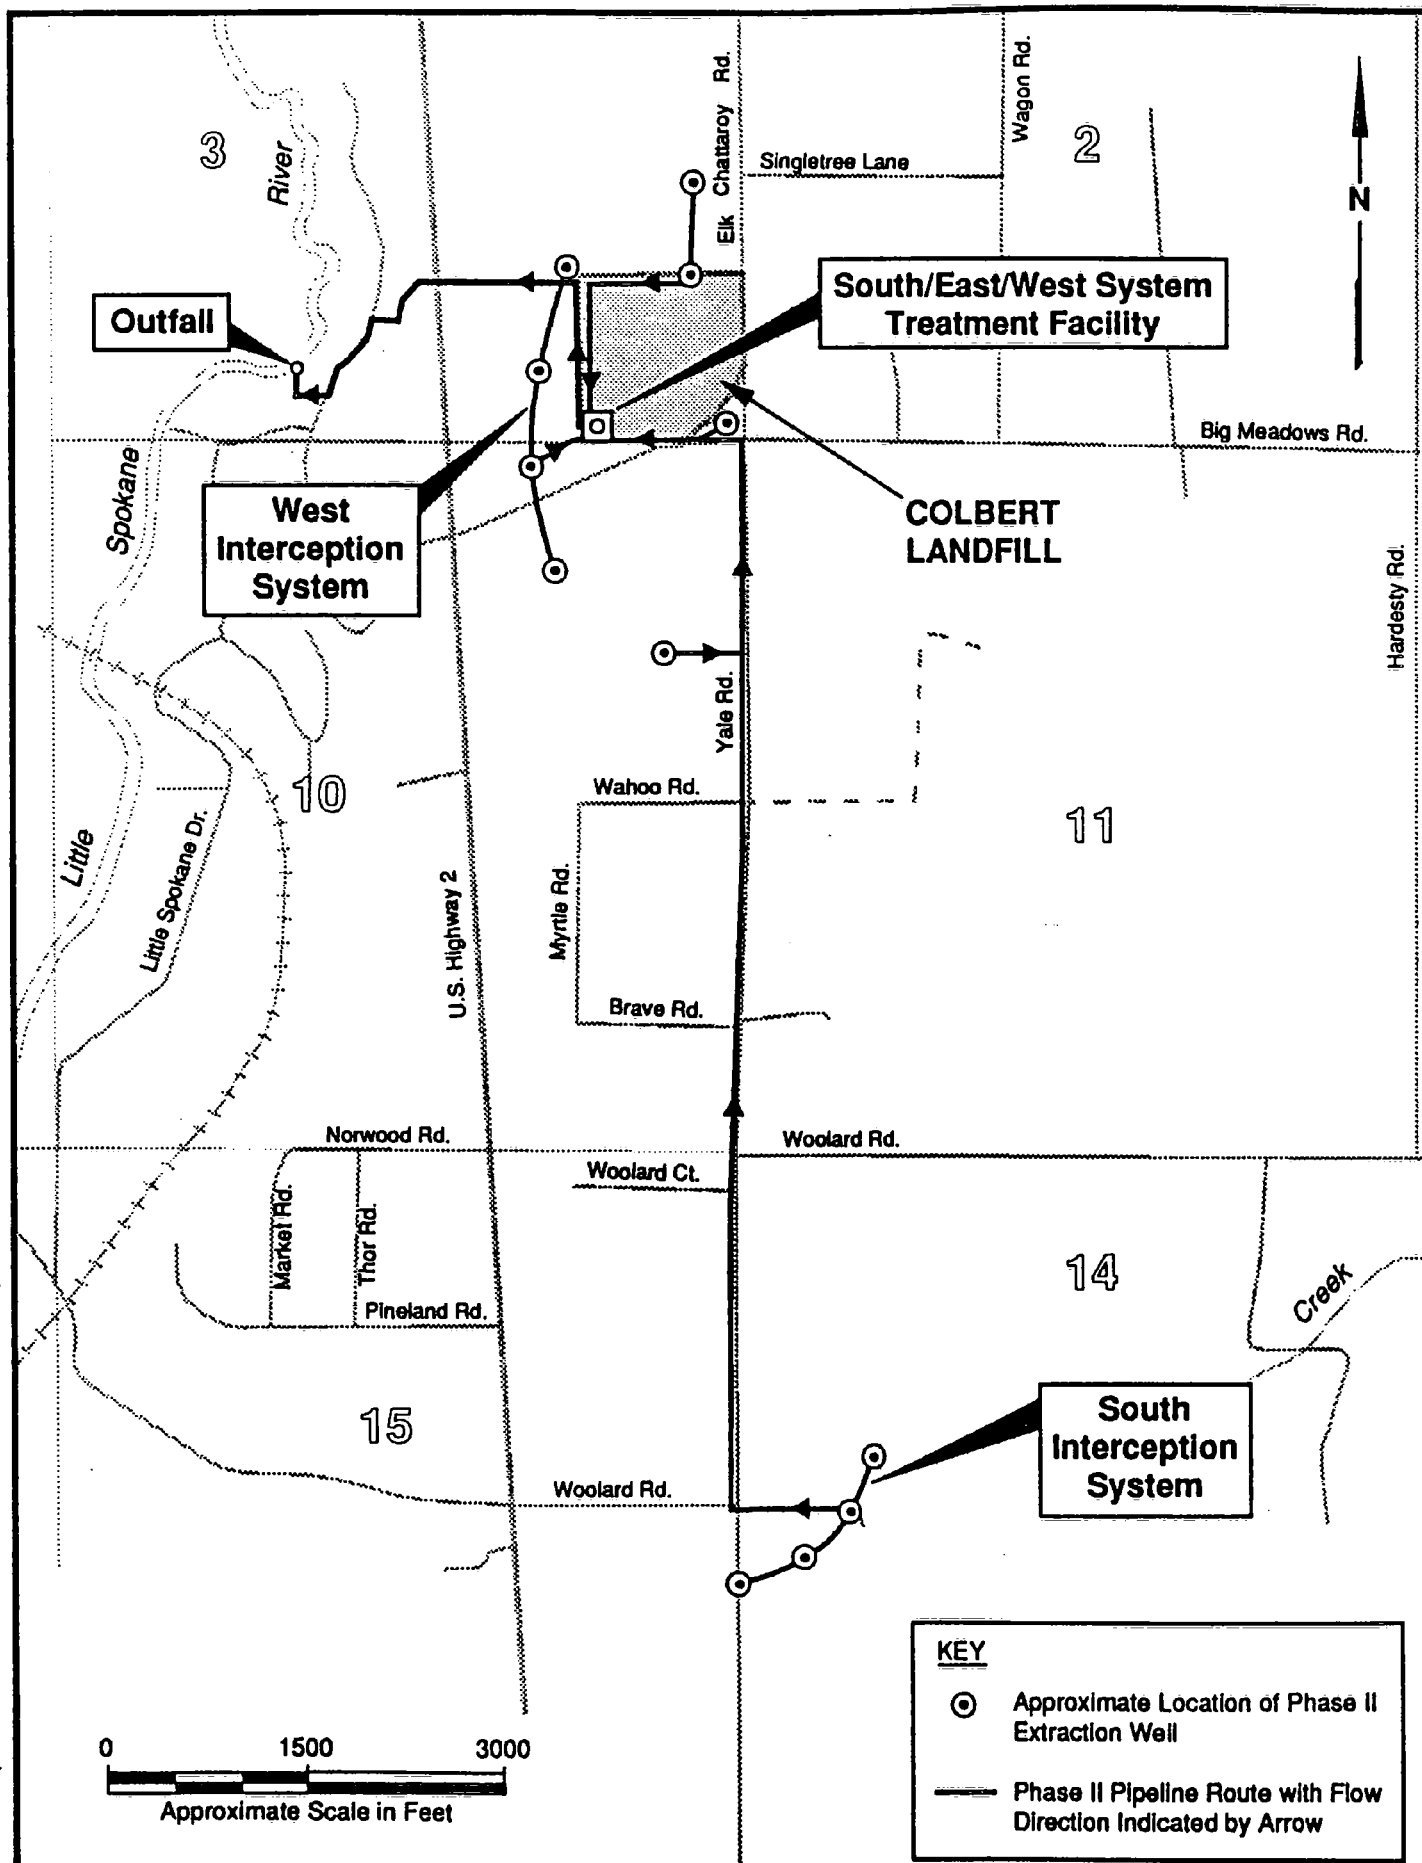 3
River
Elk Chattaroy Rd.
Singletree Lane
Wagon Rd.
2
N
Outfall
South/East/West System
Treatment Facility
Big Meadows Rd.
Spokane
West
Interception
System
COLBERT
LANDFILL
Hardesty Rd.
Yale Rd.
10
Wahoo Rd.
11
Little
Little Spokane Dr.
U.S. Highway 2
Myrtle Rd.
Brave Rd.
Norwood Rd.
Woolard Rd.
Woolard Ct.
Market Rd.
Thor Rd.
Pineland Rd.
14
Creek
15
South
Interception
System
Woolard Rd.
KEY
Approximate Location of Phase II
Extraction Well
Phase II Pipeline Route with Flow
Direction Indicated by Arrow
0 1500 3000
Approximate Scale in Feet